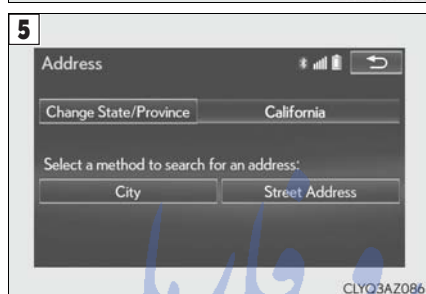 5
Address
Change State/Province California
Select a method to search for an address:
City Street Address
CLYQ3AZ086